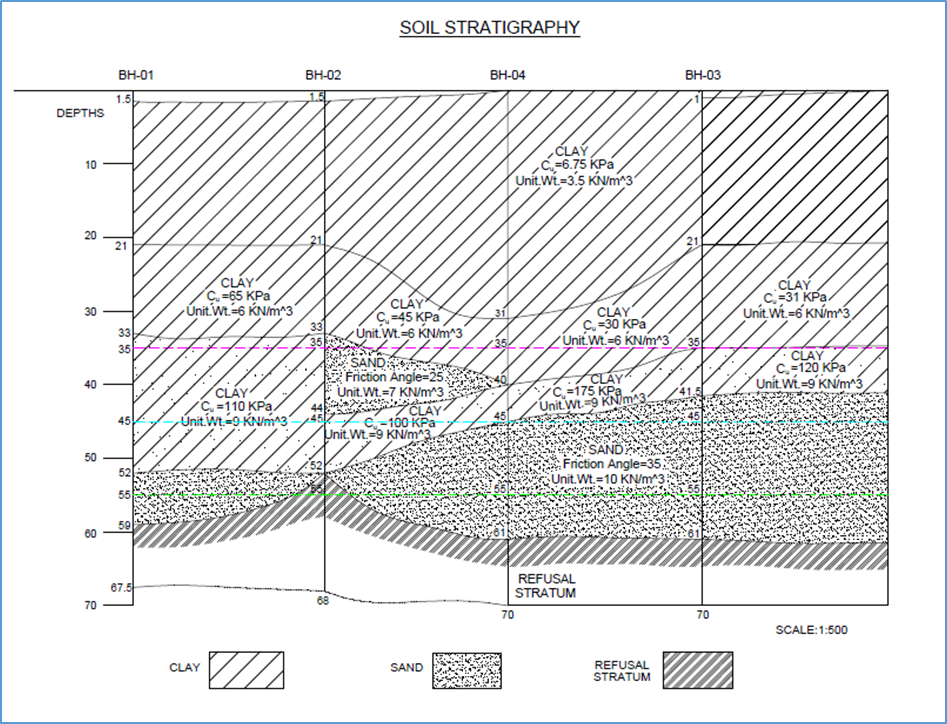 SOIL STRATIGRAPHY
BH-01
BH-02
BH-04
BH-03
DEPTHS
1.5
1.5
1
CLAY
Cu=6.75 KPa
Unit.Wt.=3.5 KN/m^3
10
20
21
21
21
CLAY
Cu=65 KPa
Unit.Wt.=6 KN/m^3
CLAY
Cu=45 KPa
Unit.Wt.=6 KN/m^3
CLAY
Cu=30 KPa
Unit.Wt.=6 KN/m^3
CLAY
Cu=31 KPa
Unit.Wt.=6 KN/m^3
30
31
33
33
35
35
35
35
SAND
Friction Angle=25
Unit.Wt.=7 KN/m^3
CLAY
Cu=175 KPa
Unit.Wt.=9 KN/m^3
CLAY
Cu=120 KPa
Unit.Wt.=9 KN/m^3
40
40
41.5
CLAY
Cu=110 KPa
Unit.Wt.=9 KN/m^3
44
CLAY
Cu=100 KPa
Unit.Wt.=9 KN/m^3
45
45
45
45
SAND
Friction Angle=35
Unit.Wt.=10 KN/m^3
50
52
52
55
55
55
55
59
60
61
61
67.5
68
REFUSAL
STRATUM
70
70
70
SCALE:1:500
CLAY
SAND
REFUSAL
STRATUM